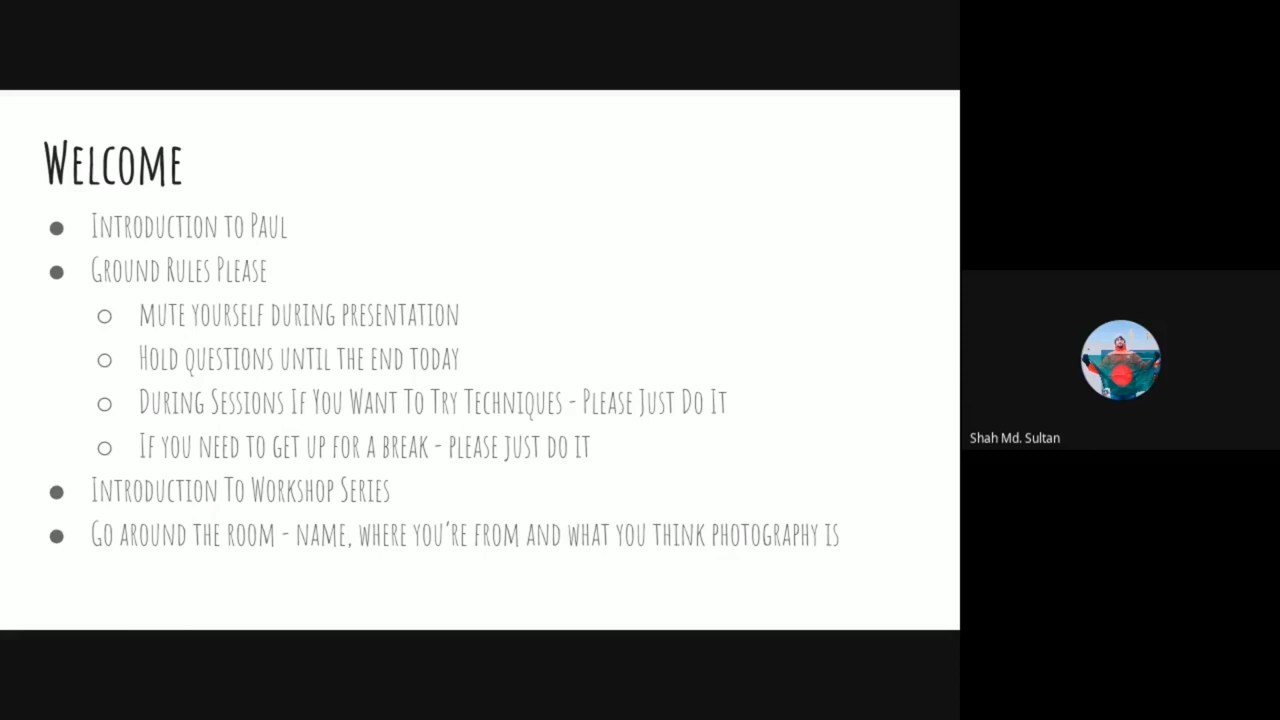 Welcome
● Introduction to Paul
● Ground Rules Please
○ mute yourself during presentation
○ Hold questions until the end today
○ During Sessions If You Want To Try Techniques - Please Just Do It
○ If you need to get up for a break - please just do it
● Introduction To Workshop Series
● Go around the room - name, where you're from and what you think photography is
Shah Md. Sultan